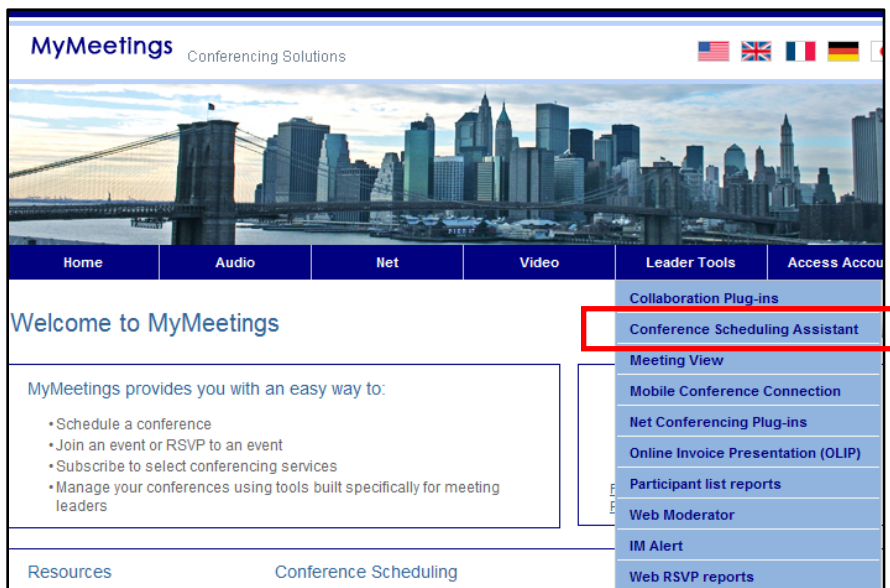 MyMeetings Conferencing Solutions
Home Audio Net Video Leader Tools Access Accou
Collaboration Plug-ins
Conference Scheduling Assistant
Meeting View
Mobile Conference Connection
Net Conferencing Plug-ins
Online Invoice Presentation (OLIP)
Participant list reports
Web Moderator
IM Alert
Web RSVP reports
Welcome to MyMeetings
MyMeetings provides you with an easy way to:
• Schedule a conference
• Join an event or RSVP to an event
• Subscribe to select conferencing services
• Manage your conferences using tools built specifically for meeting
leaders
Resources Conference Scheduling